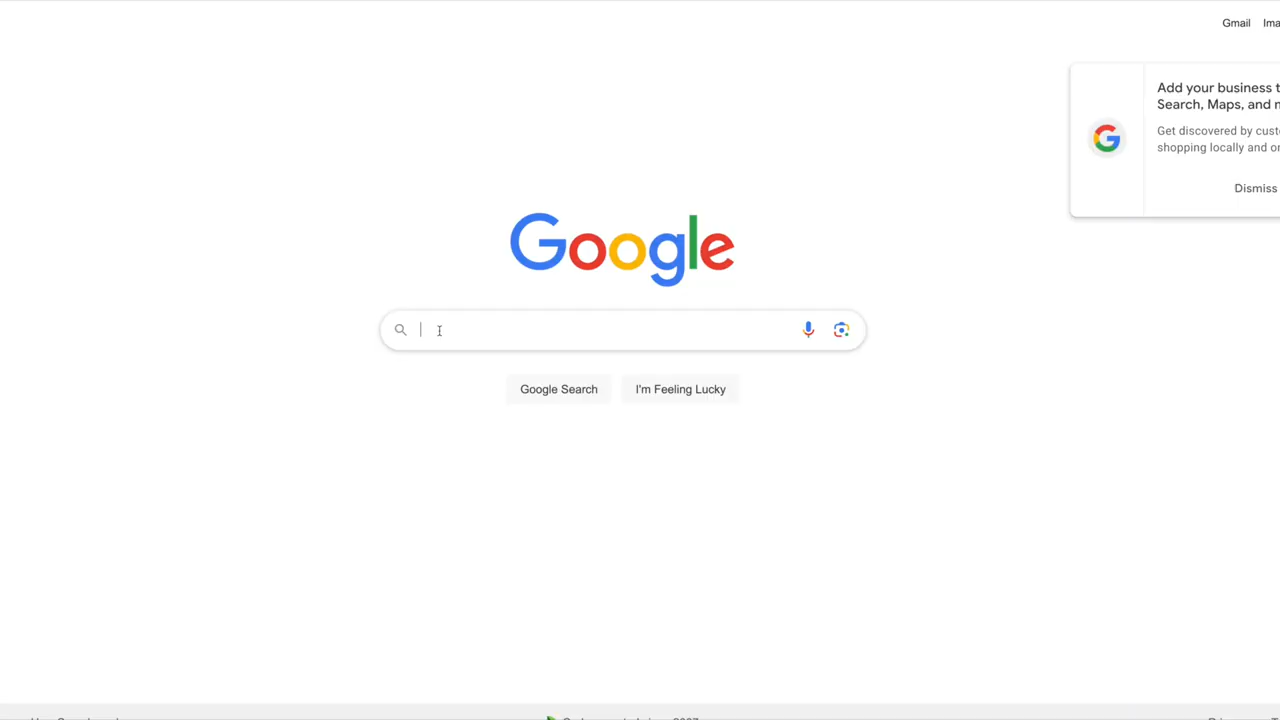 Gmail
Add your business t
Search, Maps, and
Get discovered by
shopping locally and
Dismiss
Google
Google Search
I'm Feeling Lucky